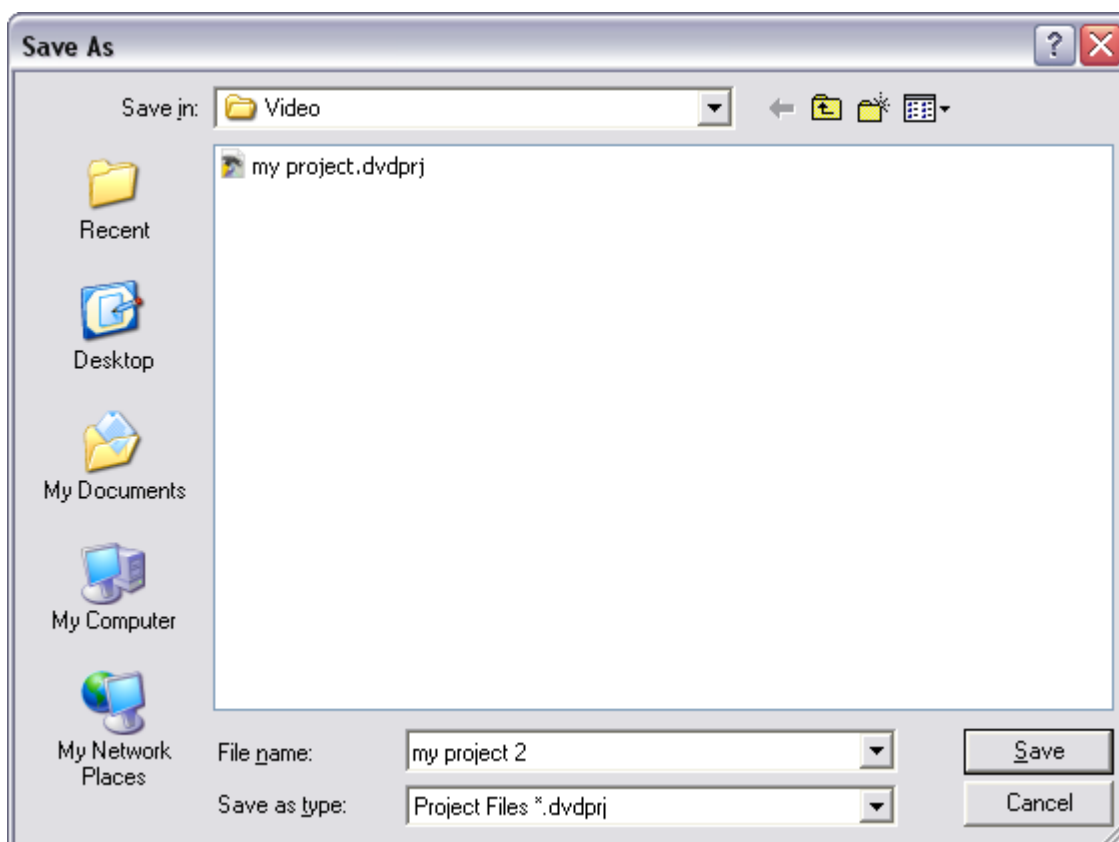 Save As
Save in: Video
my project.dvdprj
Recent
Desktop
My Documents
My Computer
My Network
Places
File name: my project 2 Save
Save as type: Project Files *.dvdprj Cancel